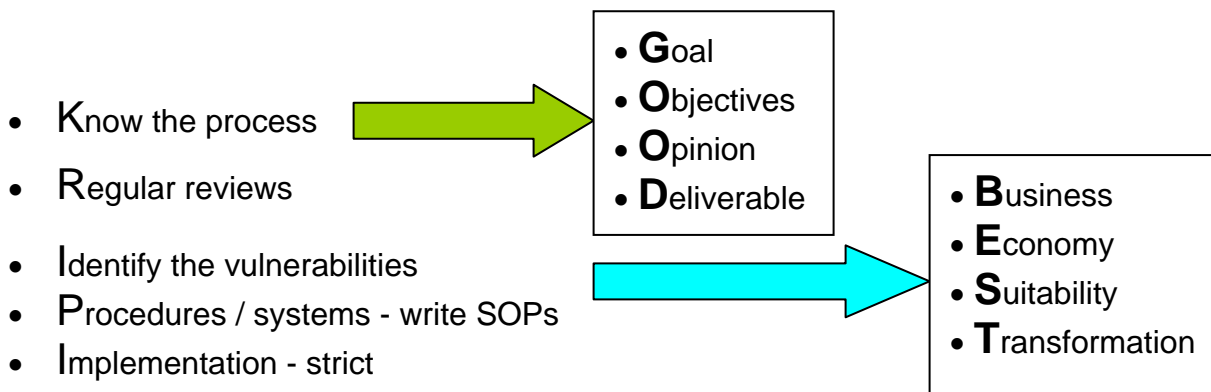 • Know the process
• Regular reviews
• Identify the vulnerabilities
• Procedures / systems - write SOPs
• Implementation - strict
• Goal
• Objectives
• Opinion
• Deliverable
• Business
• Economy
• Suitability
• Transformation